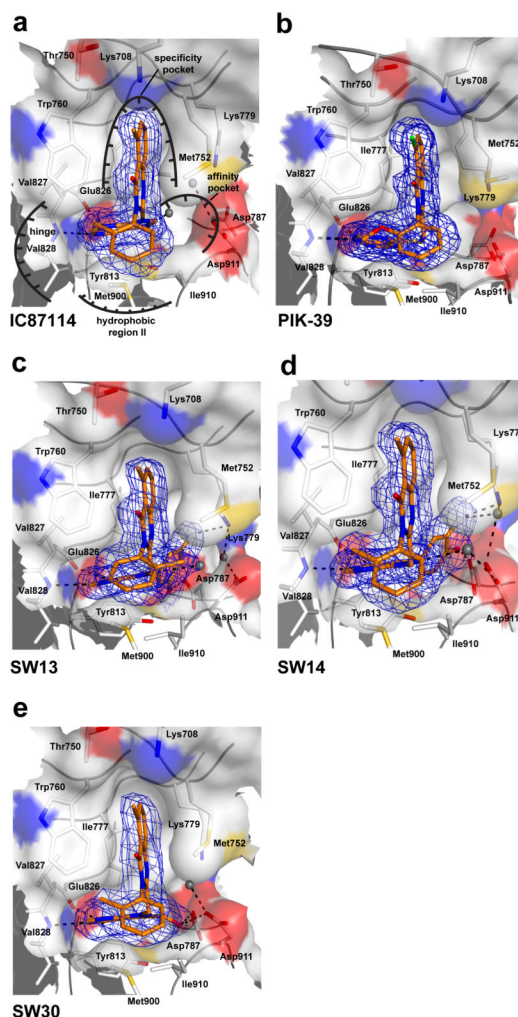 a
Thr750
Lys708
specificity
pocket
Trp760
Lys779
Met752
Val827
Glu826
affinity
pocket
hinge
Asp787
Val828
Tyr813
Asp911
Met900
Ile910
IC87114
hydrophobic
region II
b
Thr750
Lys708
Trp760
Ile777
Met752
Val827
Glu826
Lys779
Val828
Tyr813
Asp787
Met900
Asp911
Ile910
PIK-39
c
Lys708
Thr750
Trp760
Ile777
Met752
Val827
Glu826
Lys779
Val828
Asp787
Tyr813
Asp911
Met900
Ile910
SW13
d
Lys708
Trp760
Lys77
Met752
Ile777
Val827
Glu826
Val828
Asp787
Tyr813
Asp911
Met900
Ile910
SW14
e
Lys708
Thr750
Trp760
Ile777
Lys779
Met752
Val827
Glu826
Val828
Asp787
Tyr813
Asp911
Ile910
Met900
SW30